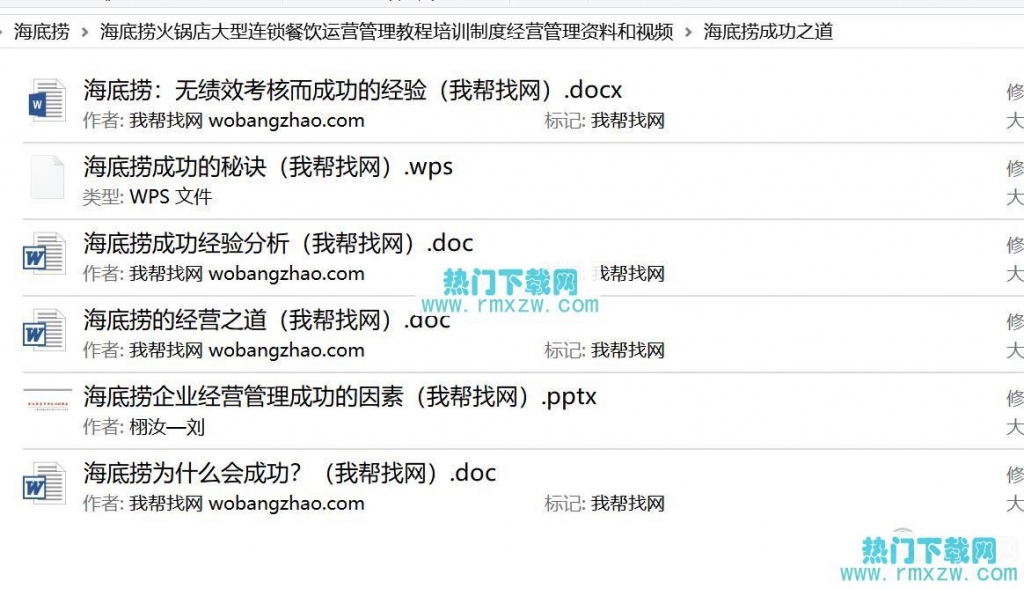 海底捞 › 海底捞火锅店大型连锁餐饮运营管理教程培训制度经营管理资料和视频 › 海底捞成功之道
海底捞：无绩效考核而成功的经验（我帮找网）.docx
修
作者: 我帮找网 wobangzhao.com 标记: 我帮找网
大
海底捞成功的秘诀（我帮找网）.wps
修
类型: WPS 文件
大
海底捞成功经验分析（我帮找网）.doc
修
作者: 我帮找网 wobangzhao.com 我帮找网
大
热门下载网
www.rmxzw.com
海底捞的经营之道（我帮找网）.doc
修
作者: 我帮找网 wobangzhao.com 标记: 我帮找网
大
海底捞企业经营管理成功的因素（我帮找网）.pptx
修
作者: 栩汝—刘
大
海底捞为什么会成功？（我帮找网）.doc
修
作者: 我帮找网 wobangzhao.com 标记: 我帮找网
大
热门下载网
www.rmxzw.com